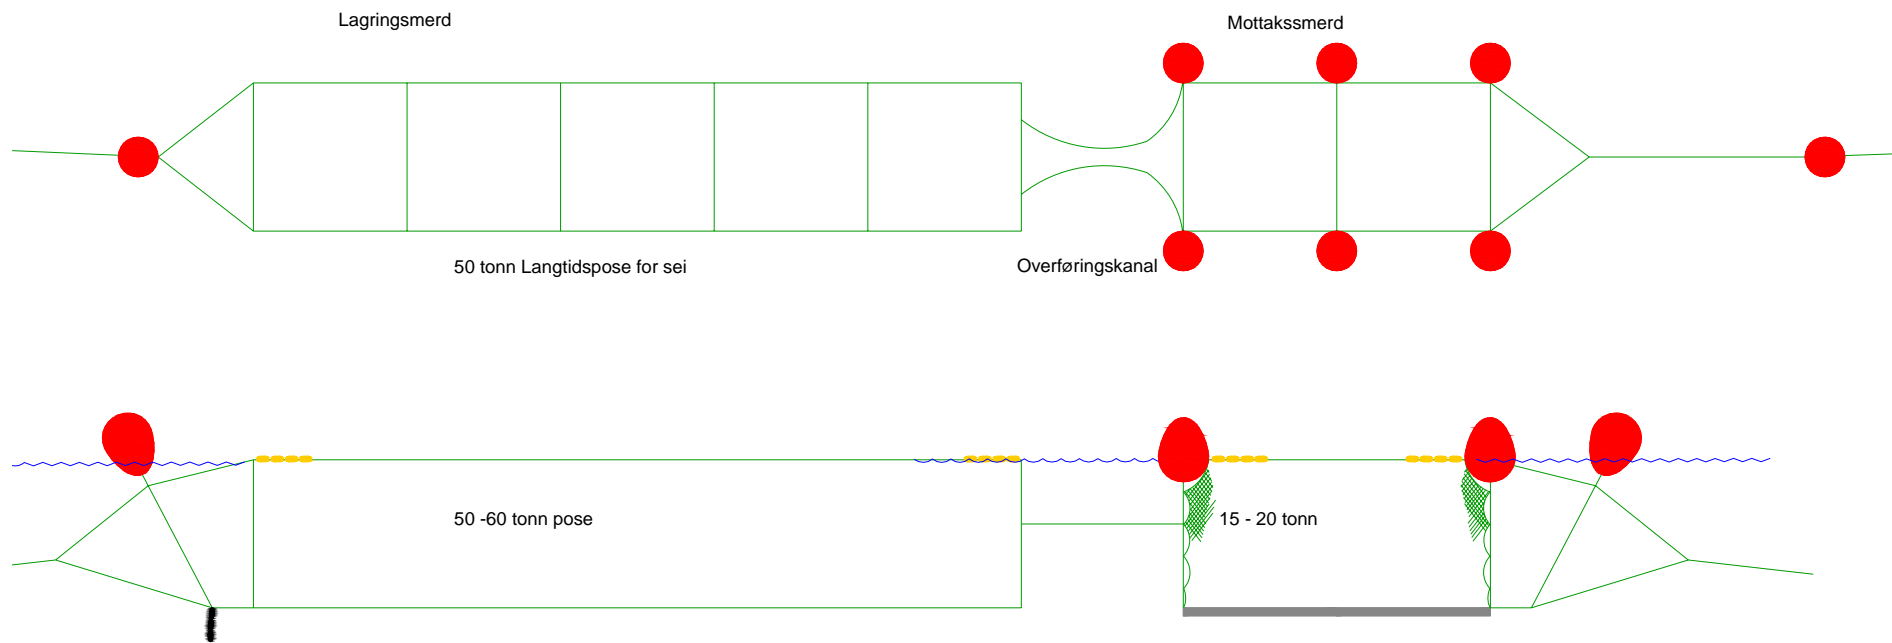 Lagringsmerd
Mottakssmerd
50 tonn Langtidspose for sei
Overføringskanal
50 -60 tonn pose
15 - 20 tonn